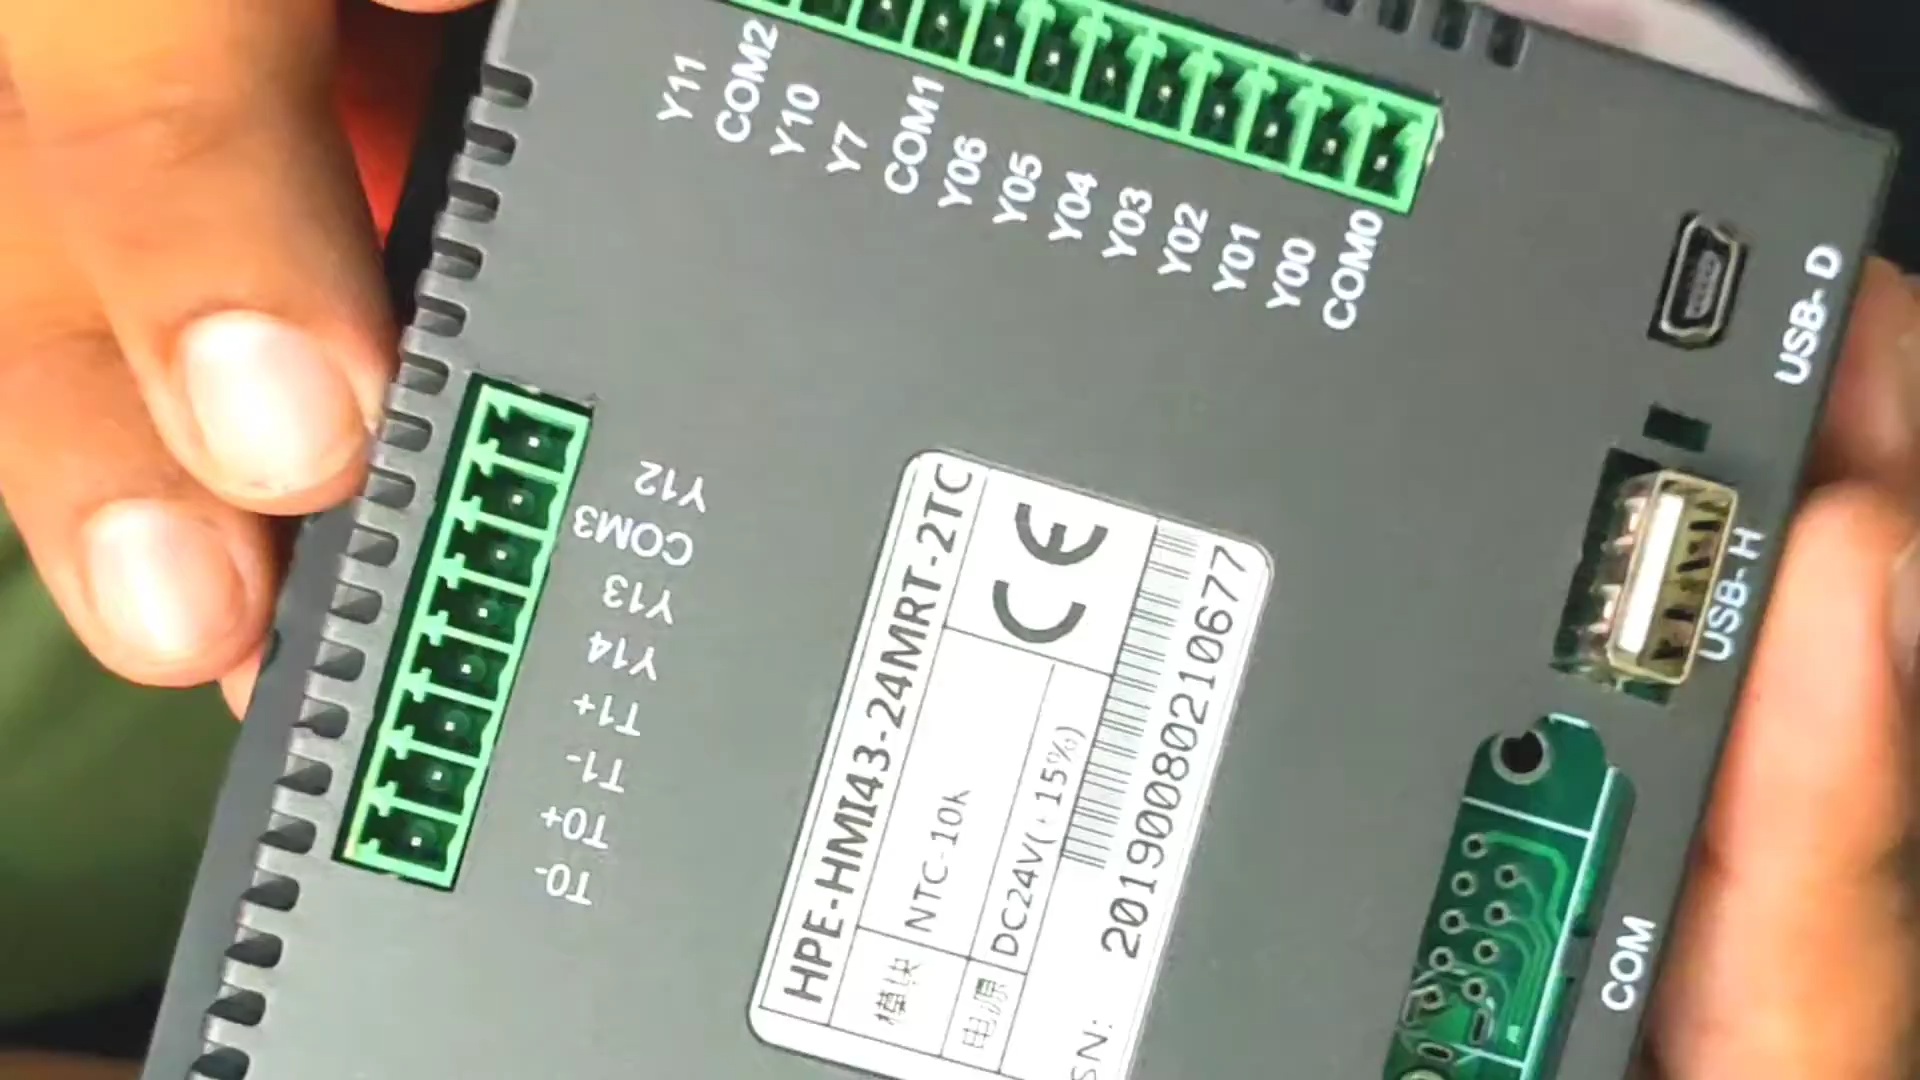 Y11
COM2
Y10
Y7
COM1
Y06
Y05
Y04
Y03
Y02
Y01
Y00
COM0
USB-D
USB-H
COM
Y12
COM3
Y13
Y14
T1+
T1-
T0+
T0-
HPE-HMI43-24MRT-2TC
模块 NTC-10k
CE
电源 DC24V(±15%)
SN: 20190080210677